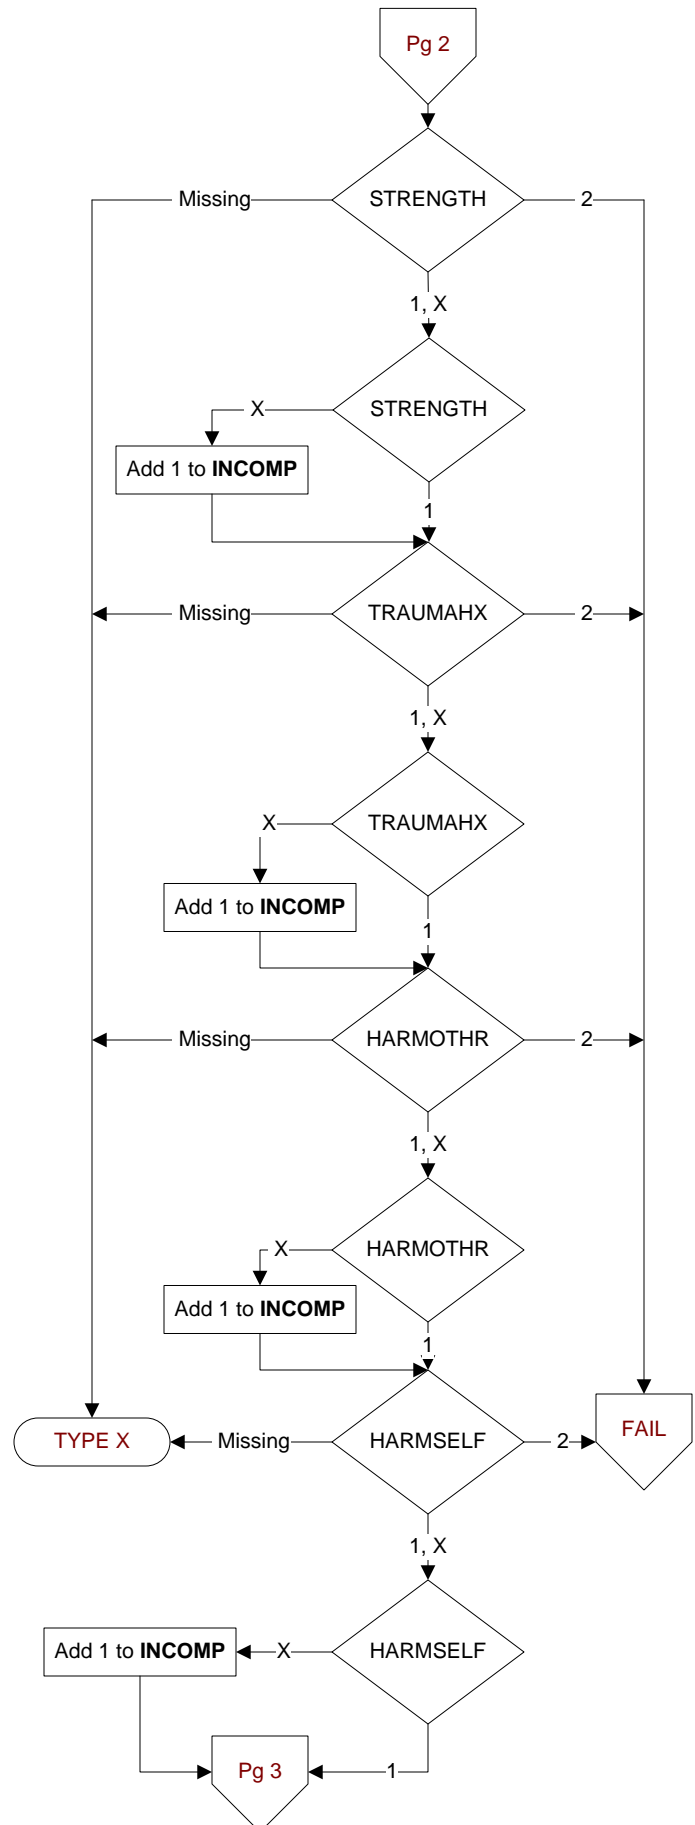 Pg 2
Missing STRENGTH 2
1, X
X STRENGTH
Add 1 to INCOMP
1
Missing TRAUMAHX 2
1, X
X TRAUMAHX
Add 1 to INCOMP
1
Missing HARMOTHR 2
1, X
X HARMOTHR
Add 1 to INCOMP
1
TYPE X Missing HARMSELF 2 FAIL
1, X
Add 1 to INCOMP X HARMSELF
Pg 3 1